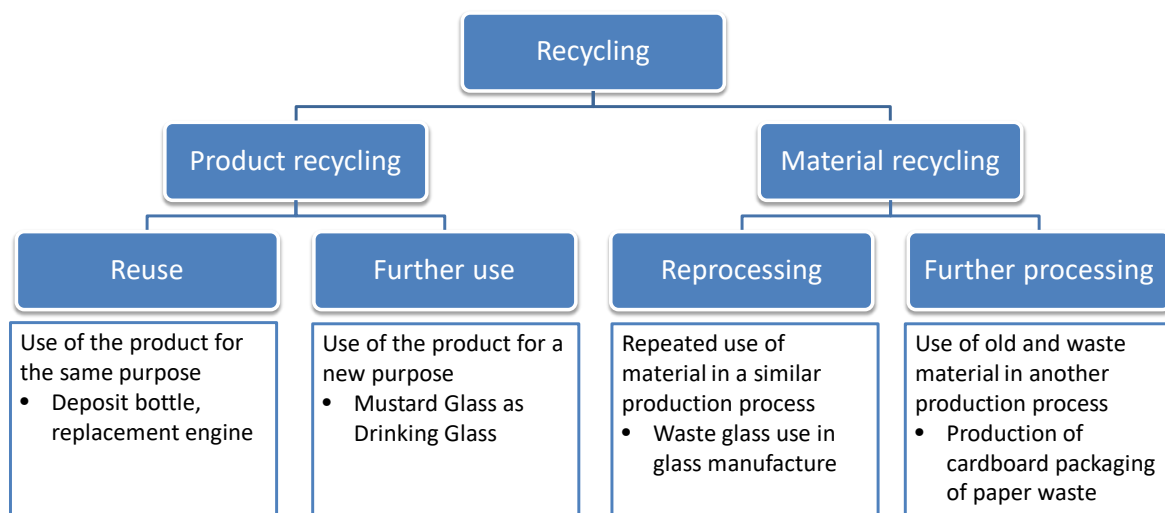 Recycling
Product recycling
Material recycling
Reuse
Further use
Reprocessing
Further processing
Use of the product for
the same purpose
• Deposit bottle,
replacement engine
Use of the product for a
new purpose
• Mustard Glass as
Drinking Glass
Repeated use of
material in a similar
production process
• Waste glass use in
glass manufacture
Use of old and waste
material in another
production process
• Production of
cardboard packaging
of paper waste